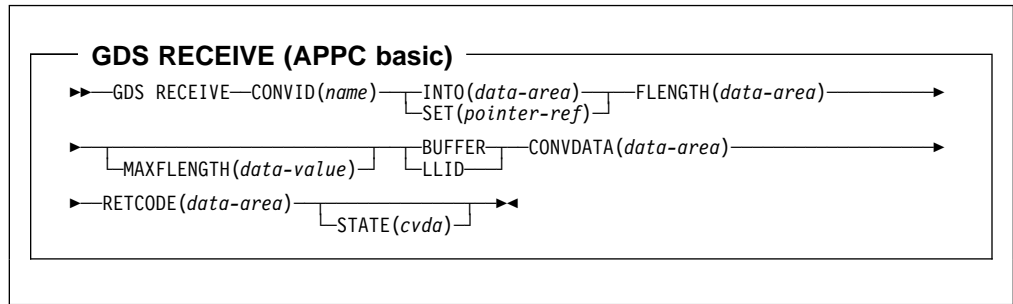 GDS RECEIVE (APPC basic)
GDS RECEIVE CONVID(name) INTO(data-area) FLENGTH(data-area)
SET(pointer-ref)
BUFFER CONVDATA(data-area)
MAXFLENGTH(data-value) LLID
RETCODE(data-area)
STATE(cvda)